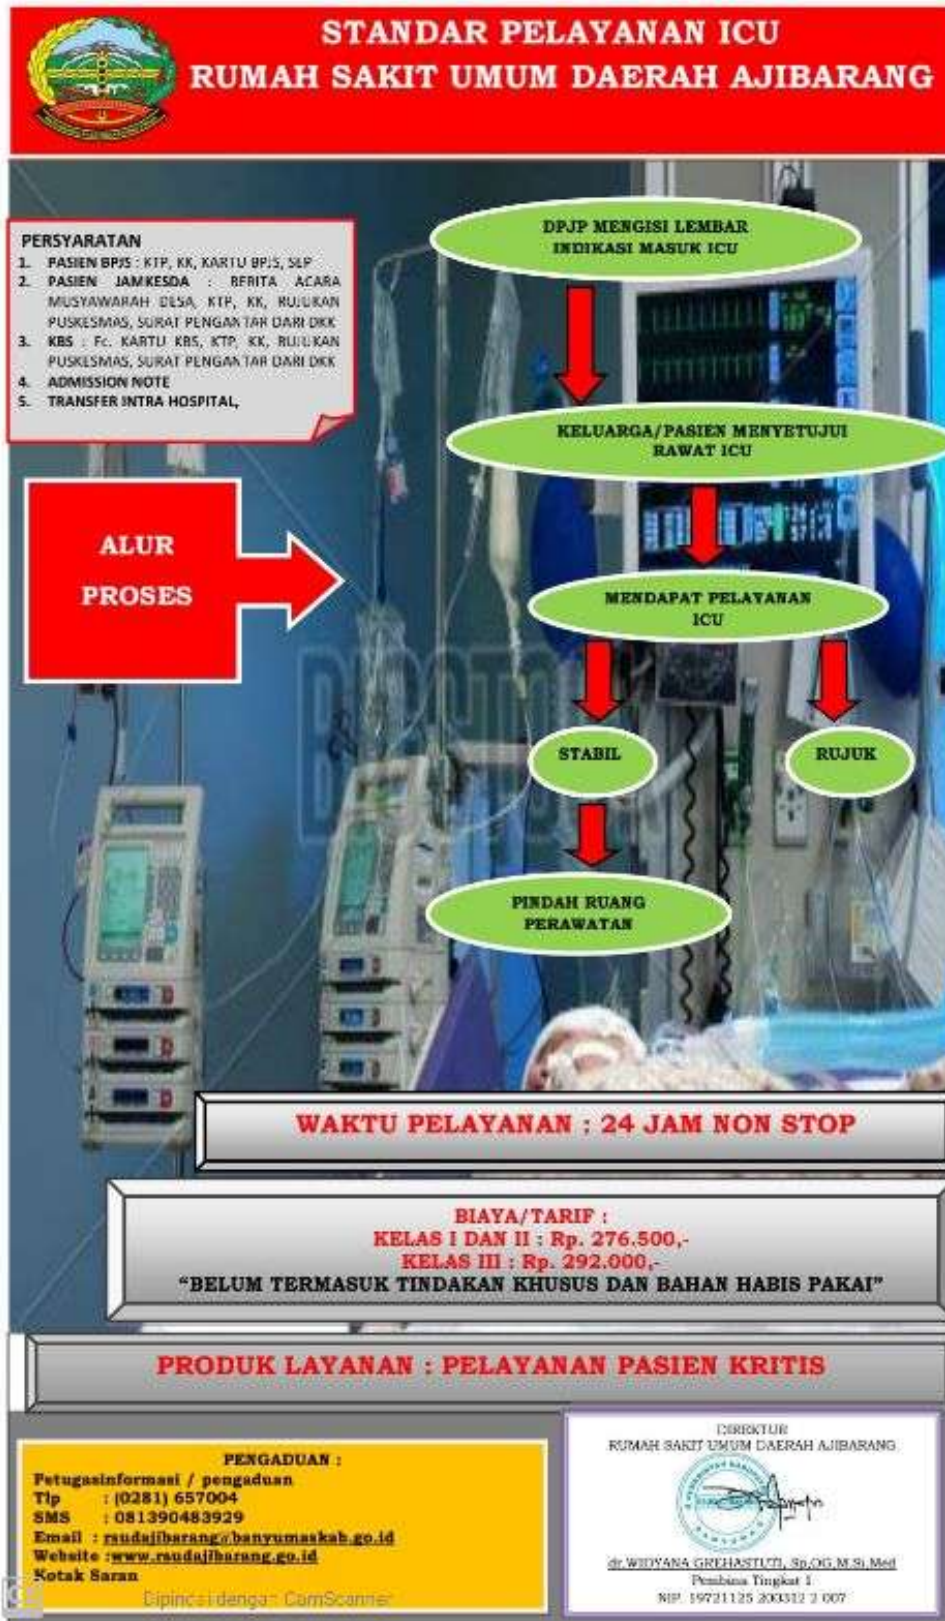 STANDAR PELAYANAN ICU
RUMAH SAKIT UMUM DAERAH AJIBARANG
PERSYARATAN
1. PASIEN BPJS : KTP, KK, KARTU BPJS, SEP
2. PASIEN JAMKESDA : BERITA ACARA
MUSYAWARAH DESA, KTP, KK, RUJUKAN
PUSKESMAS, SURAT PENGANTAR DARI DKK
3. KBS : Fc. KARTU KBS, KTP, KK, RUJUKAN
PUSKESMAS, SURAT PENGANTAR DARI DKK
4. ADMISSION NOTE
5. TRANSFER INTRA HOSPITAL,
ALUR
PROSES
DPJP MENGISI LEMBAR
INDIKASI MASUK ICU
KELUARGA/PASIEN MENYETUJUI
RAWAT ICU
MENDAPAT PELAYANAN
ICU
STABIL
RUJUK
PINDAH RUANG
PERAWATAN
WAKTU PELAYANAN : 24 JAM NON STOP
BIAYA/TARIF :
KELAS I DAN II : Rp. 276.500,-
KELAS III : Rp. 292.000,-
"BELUM TERMASUK TINDAKAN KHUSUS DAN BAHAN HABIS PAKAI"
PRODUK LAYANAN : PELAYANAN PASIEN KRITIS
PENGADUAN :
Petugasinformasi / pengaduan
Tlp : (0281) 657004
SMS : 081390483929
Email : rsudajibarang@banyumaskab.go.id
Website :www.rsudajibarang.go.id
Kotak Saran
Dipindai dengan CamScanner
DIREKTUR
RUMAH SAKIT UMUM DAERAH AJIBARANG
dr.WIDYANA GREHASTUTI, Sp.OG,M.Si.Med
Pembina Tingkat 1
NIP. 19721125 200312 2 007